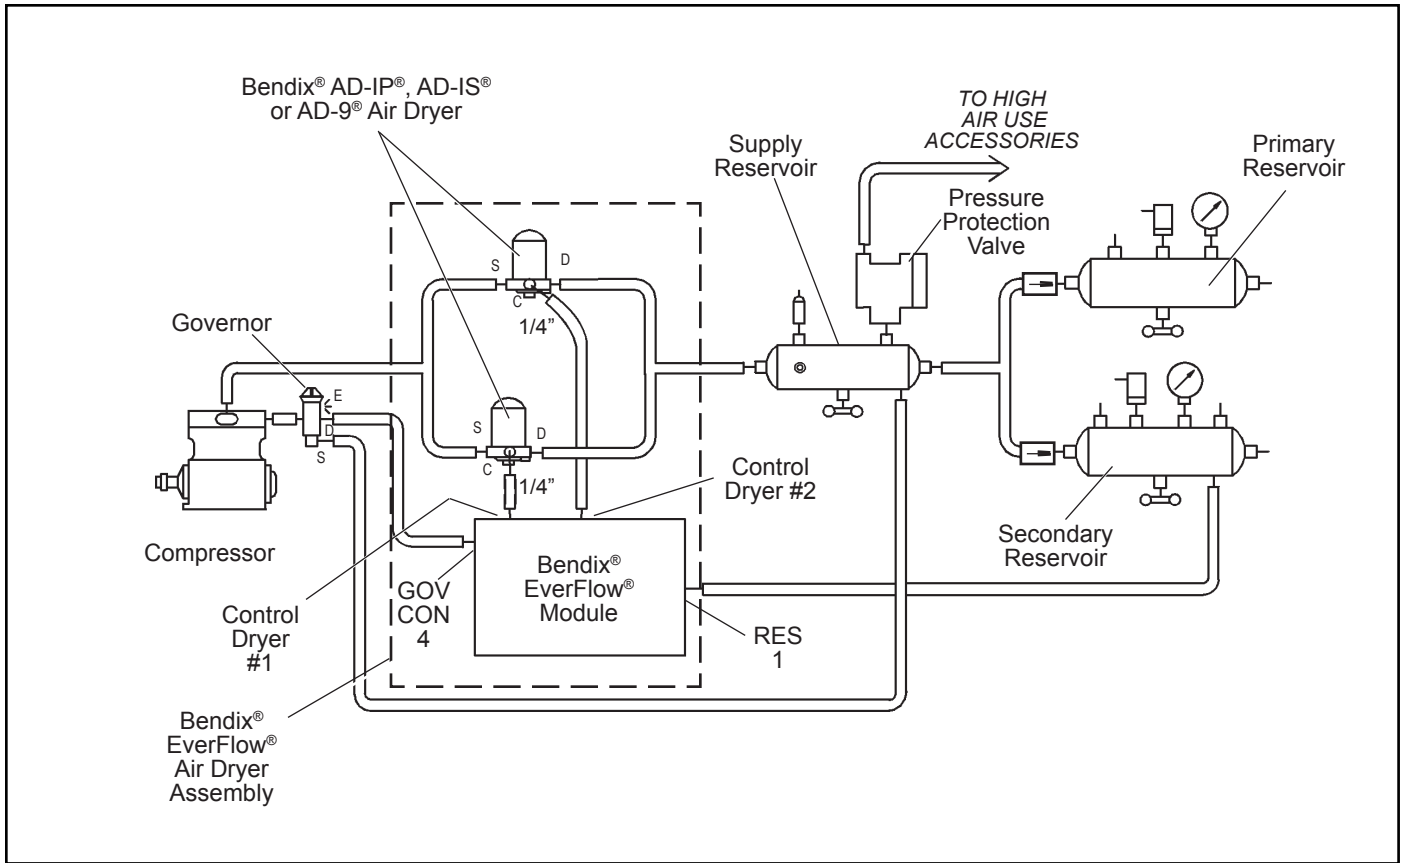 Bendix® AD-IP®, AD-IS®
or AD-9® Air Dryer
TO HIGH
AIR USE
ACCESSORIES
Supply
Reservoir
Primary
Reservoir
Pressure
Protection
Valve
S
D
C
1/4”
Governor
E
D
S
S
D
C
1/4”
Control
Dryer #2
Compressor
Secondary
Reservoir
Bendix®
EverFlow®
Module
GOV
CON
4
Control
Dryer
#1
RES
1
Bendix®
EverFlow®
Air Dryer
Assembly